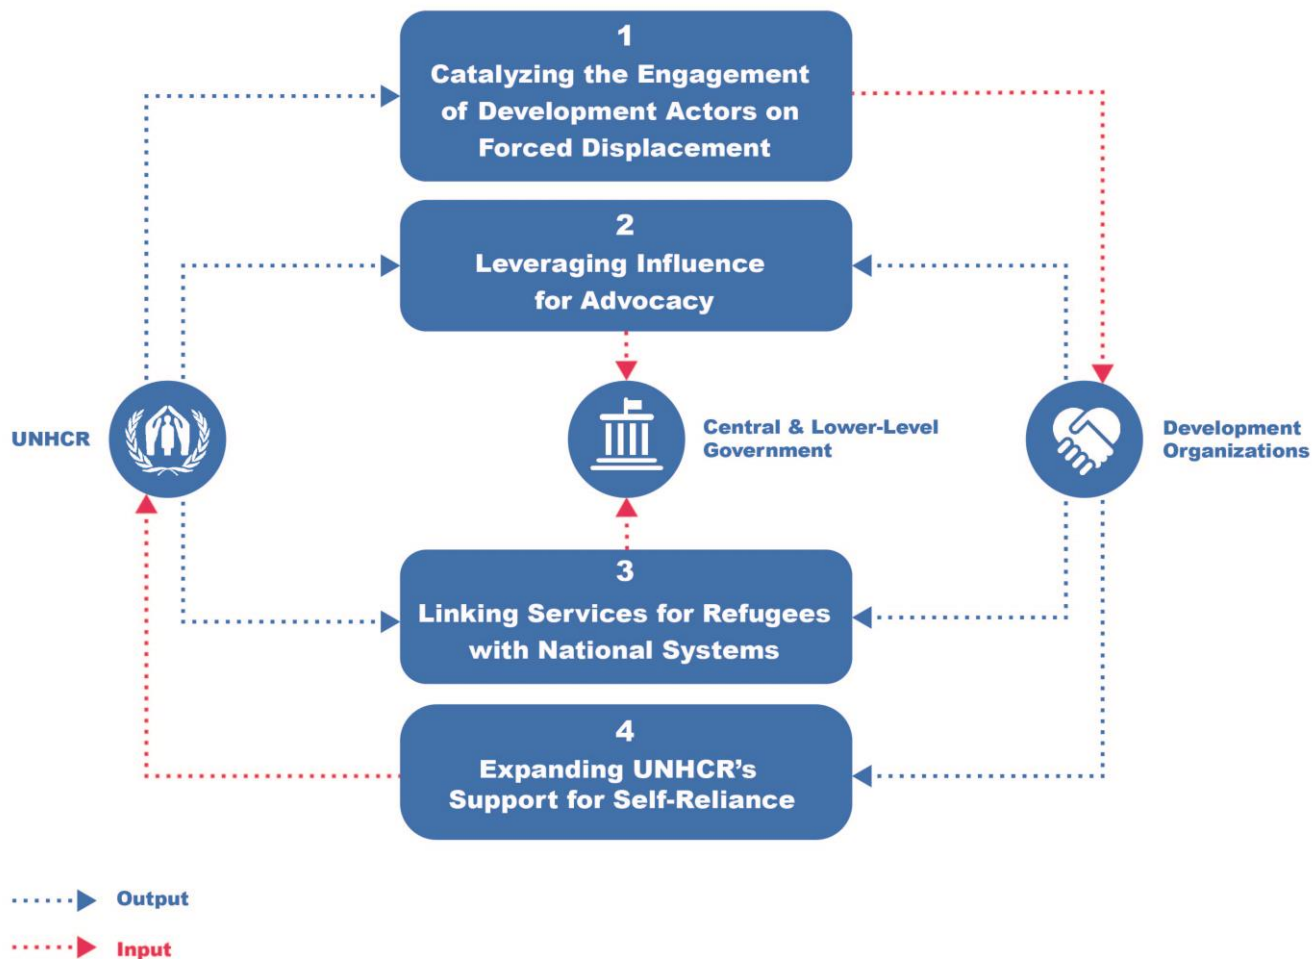 1
Catalyzing the Engagement
of Development Actors on
Forced Displacement
2
Leveraging Influence
for Advocacy
UNHCR
Central & Lower-Level
Government
Development
Organizations
3
Linking Services for Refugees
with National Systems
4
Expanding UNHCR’s
Support for Self-Reliance
Output
Input